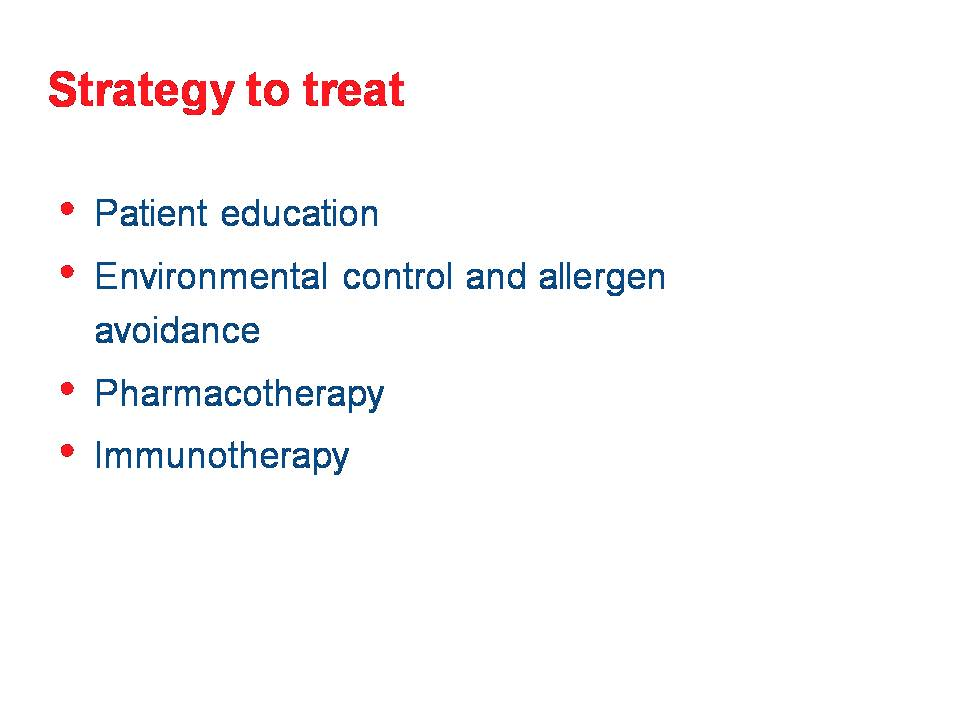 Strategy to treat
• Patient education
• Environmental control and allergen
avoidance
• Pharmacotherapy
• Immunotherapy